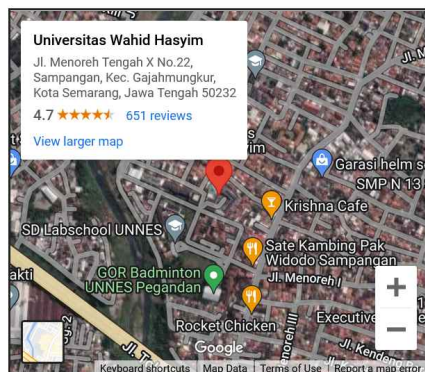 Universitas Wahid Hasyim
Jl. Menoreh Tengah X No.22,
Sampangan, Kec. Gajahmungkur,
Kota Semarang, Jawa Tengah 50232
4.7 651 reviews
View larger map
Garasi helm s
SMP N 13
Krishna Cafe
SD Labschool UNNES
Sate Kambing Pak
Widodo Sampangan
GOR Badminton
UNNES Pegandan
Jl. Menoreh I
akti
Rocket Chicken
Executive
Google
Jl. Kendeng
Keyboard shortcuts
Map Data
Terms of Use
Report a map error